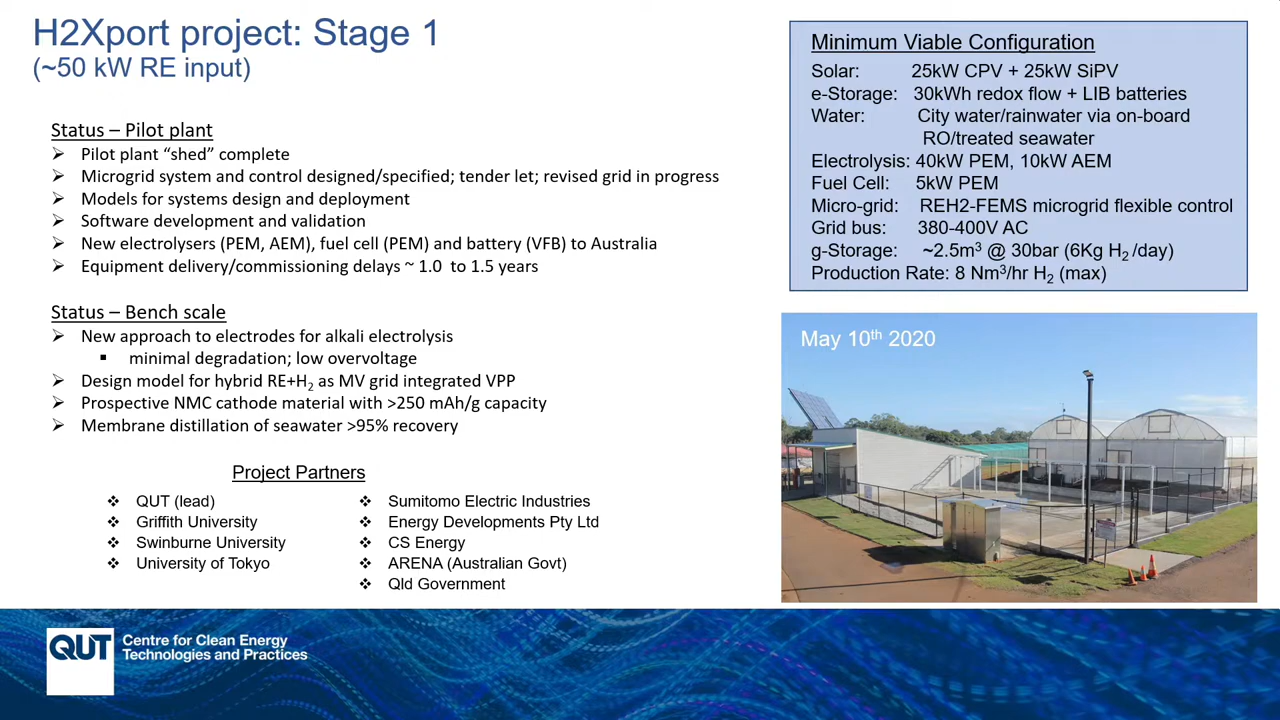 H2Xport project: Stage 1
(~50 kW RE input)
Status – Pilot plant
➢ Pilot plant “shed” complete
➢ Microgrid system and control designed/specified; tender let; revised grid in progress
➢ Models for systems design and deployment
➢ Software development and validation
➢ New electrolysers (PEM, AEM), fuel cell (PEM) and battery (VFB) to Australia
➢ Equipment delivery/commissioning delays ~ 1.0 to 1.5 years
Status – Bench scale
➢ New approach to electrodes for alkali electrolysis
▪ minimal degradation; low overvoltage
➢ Design model for hybrid RE+H₂ as MV grid integrated VPP
➢ Prospective NMC cathode material with >250 mAh/g capacity
➢ Membrane distillation of seawater >95% recovery
Project Partners
❖ QUT (lead)
❖ Griffith University
❖ Swinburne University
❖ University of Tokyo
❖ Sumitomo Electric Industries
❖ Energy Developments Pty Ltd
❖ CS Energy
❖ ARENA (Australian Govt)
❖ Qld Government
Minimum Viable Configuration
Solar: 25kW CPV + 25kW SiPV
e-Storage: 30kWh redox flow + LIB batteries
Water: City water/rainwater via on-board
RO/treated seawater
Electrolysis: 40kW PEM, 10kW AEM
Fuel Cell: 5kW PEM
Micro-grid: REH2-FEMS microgrid flexible control
Grid bus: 380-400V AC
g-Storage: ~2.5m³ @ 30bar (6Kg H₂ /day)
Production Rate: 8 Nm³/hr H₂ (max)
May 10th 2020
QUT
Centre for Clean Energy
Technologies and Practices